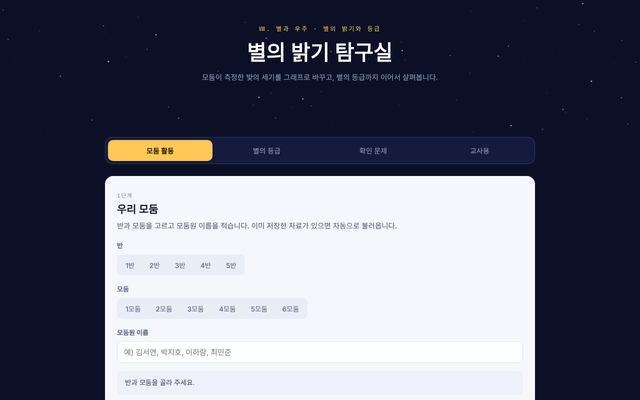 Ⅷ. 별과 우주 · 별의 밝기와 등급
별의 밝기 탐구실
모둠이 측정한 빛의 세기를 그래프로 바꾸고, 별의 등급까지 이어서 살펴봅니다.
모둠 활동 별의 등급 확인 문제 교사용
1단계
우리 모둠
반과 모둠을 고르고 모둠원 이름을 적습니다. 이미 저장한 자료가 있으면 자동으로 불러옵니다.
반
1반 2반 3반 4반 5반
모둠
1모둠 2모둠 3모둠 4모둠 5모둠 6모둠
모둠원 이름
예) 김서연, 박지호, 이하람, 최민준
반과 모둠을 골라 주세요.